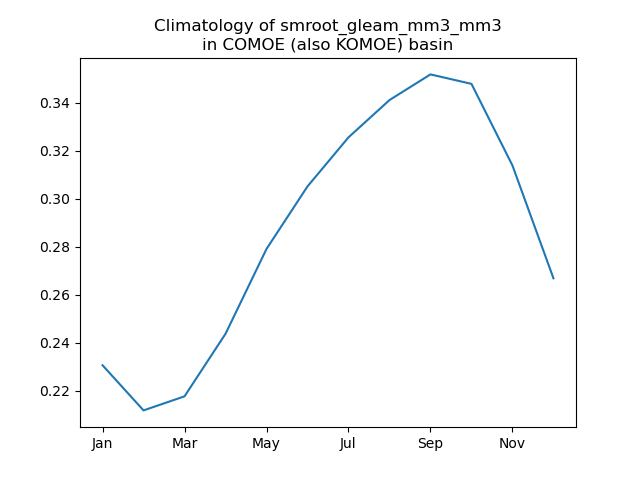 Climatology of smroot_gleam_mm3_mm3
in COMOE (also KOMOE) basin
0.34
0.32
0.30
0.28
0.26
0.24
0.22
Jan Mar May Jul Sep Nov